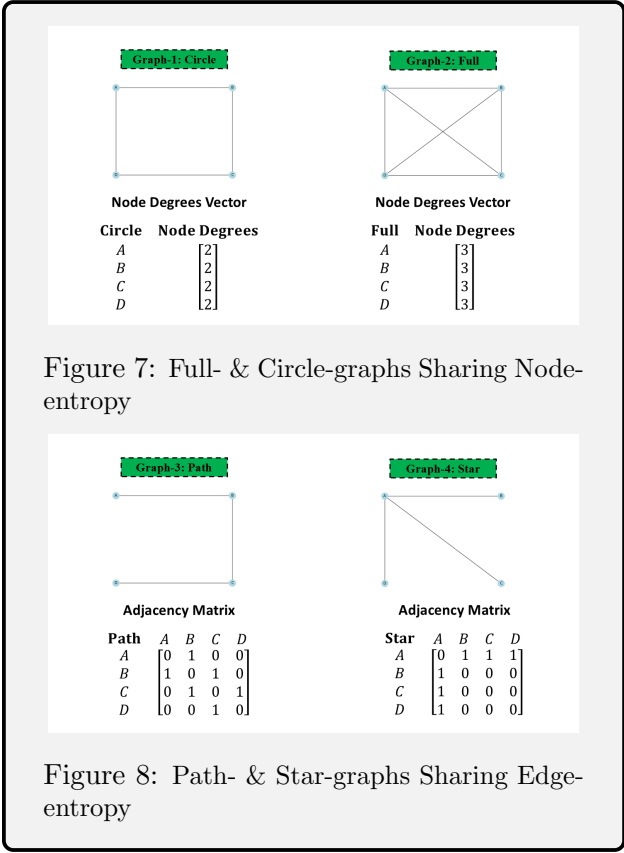 Graph-1: Circle
Graph-2: Full
A B
D C
A B
D C
Node Degrees Vector
Node Degrees Vector
Circle Node Degrees
A [2]
B 2
C 2
D [2]
Full Node Degrees
A [3]
B 3
C 3
D [3]
Figure 7: Full- & Circle-graphs Sharing Node-
entropy
Graph-3: Path
Graph-4: Star
A B
D C
A B
D C
Adjacency Matrix
Adjacency Matrix
Path A B C D
A [0 1 0 0]
B 1 0 1 0
C 0 1 0 1
D [0 0 1 0]
Star A B C D
A [0 1 1 1]
B 1 0 0 0
C 1 0 0 0
D [1 0 0 0]
Figure 8: Path- & Star-graphs Sharing Edge-
entropy